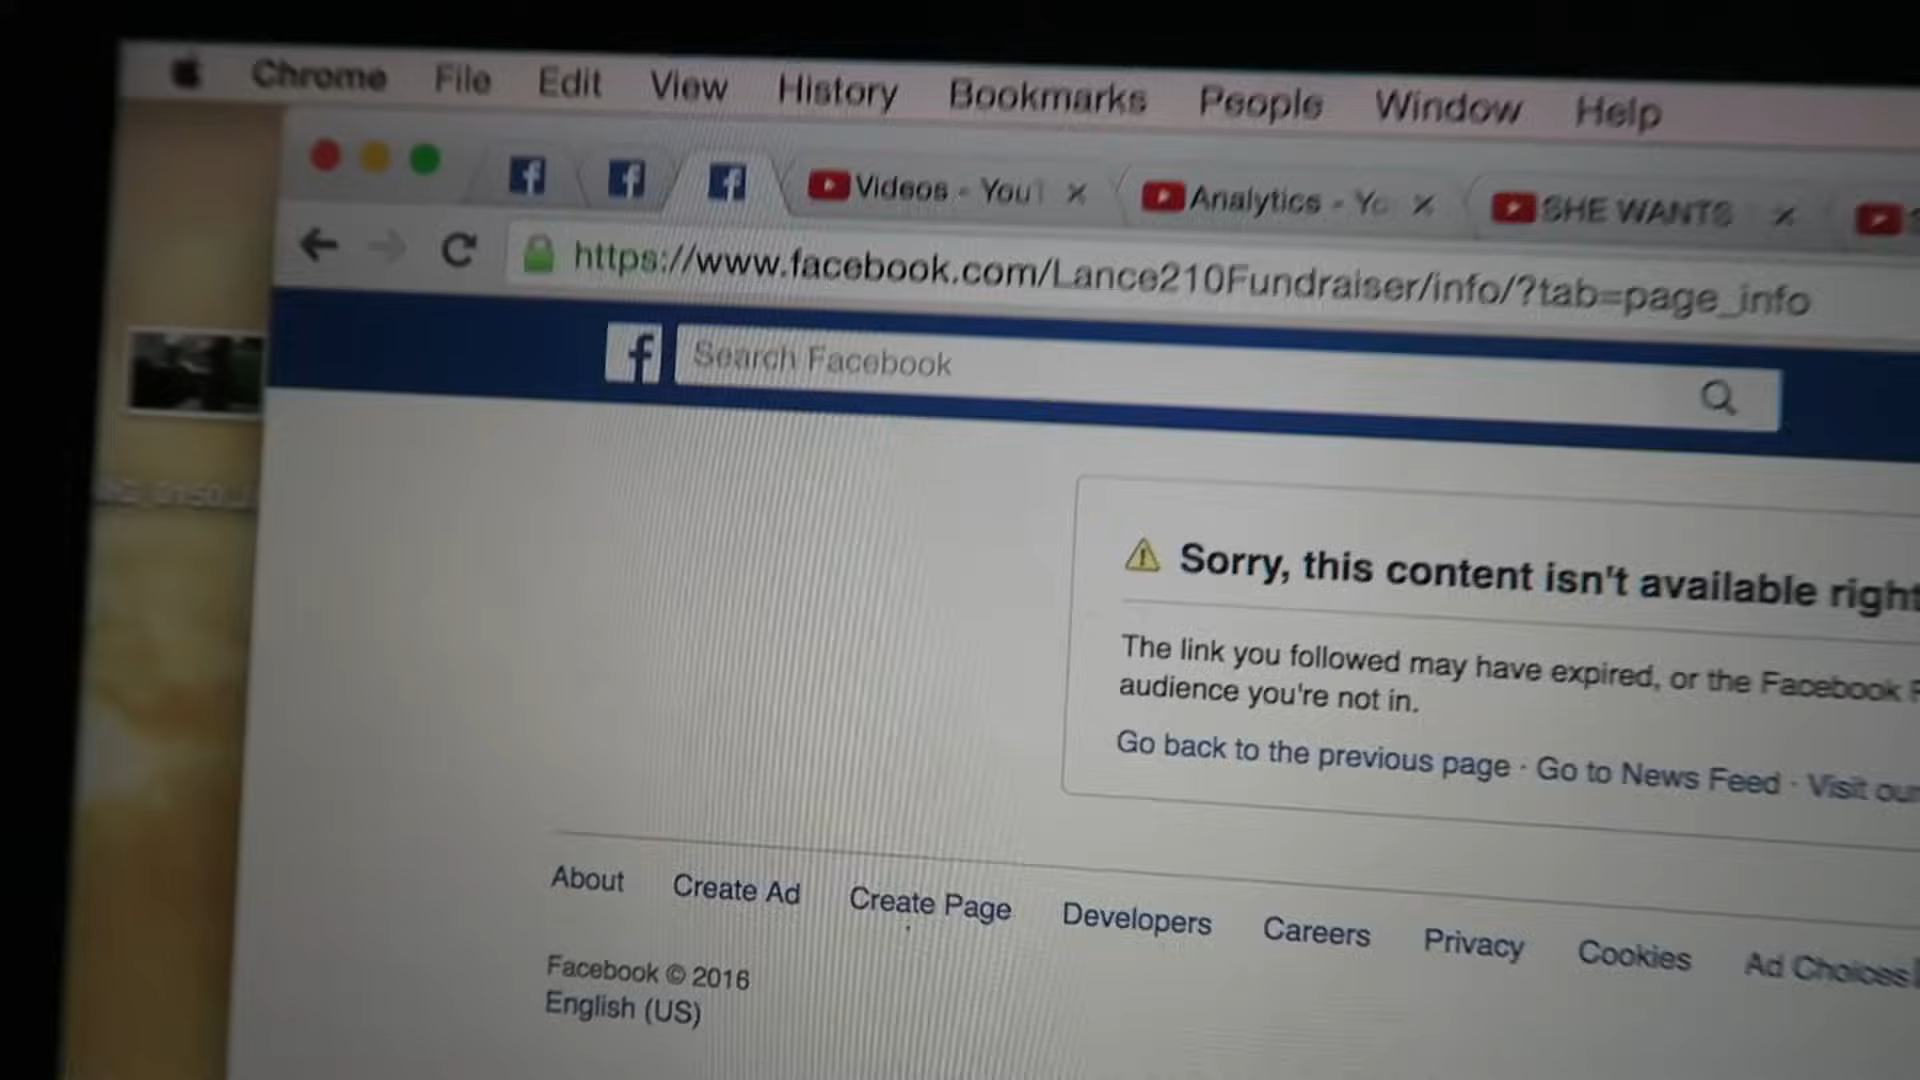 Chrome File Edit View History Bookmarks People Window Help
Videos - YouT Analytics - Yo SHE WANTS
https://www.facebook.com/Lance210Fundraiser/info/?tab=page_info
Search Facebook
Sorry, this content isn't available right
The link you followed may have expired, or the Facebook
audience you're not in.
Go back to the previous page · Go to News Feed · Visit our
About Create Ad Create Page Developers Careers Privacy Cookies Ad Choices
Facebook © 2016
English (US)